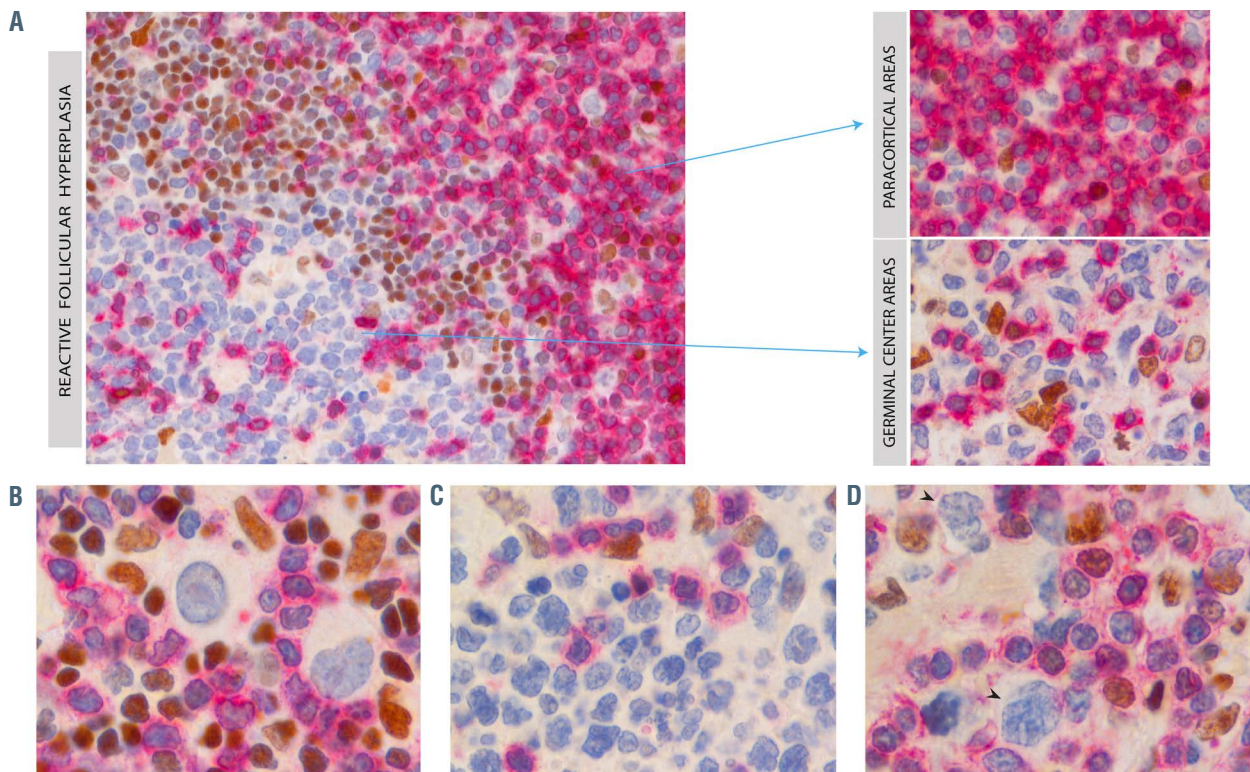 A
REACTIVE FOLLICULAR HYPERPLASIA
PARACORTICAL AREAS
GERMINAL CENTER AREAS
B
C
D